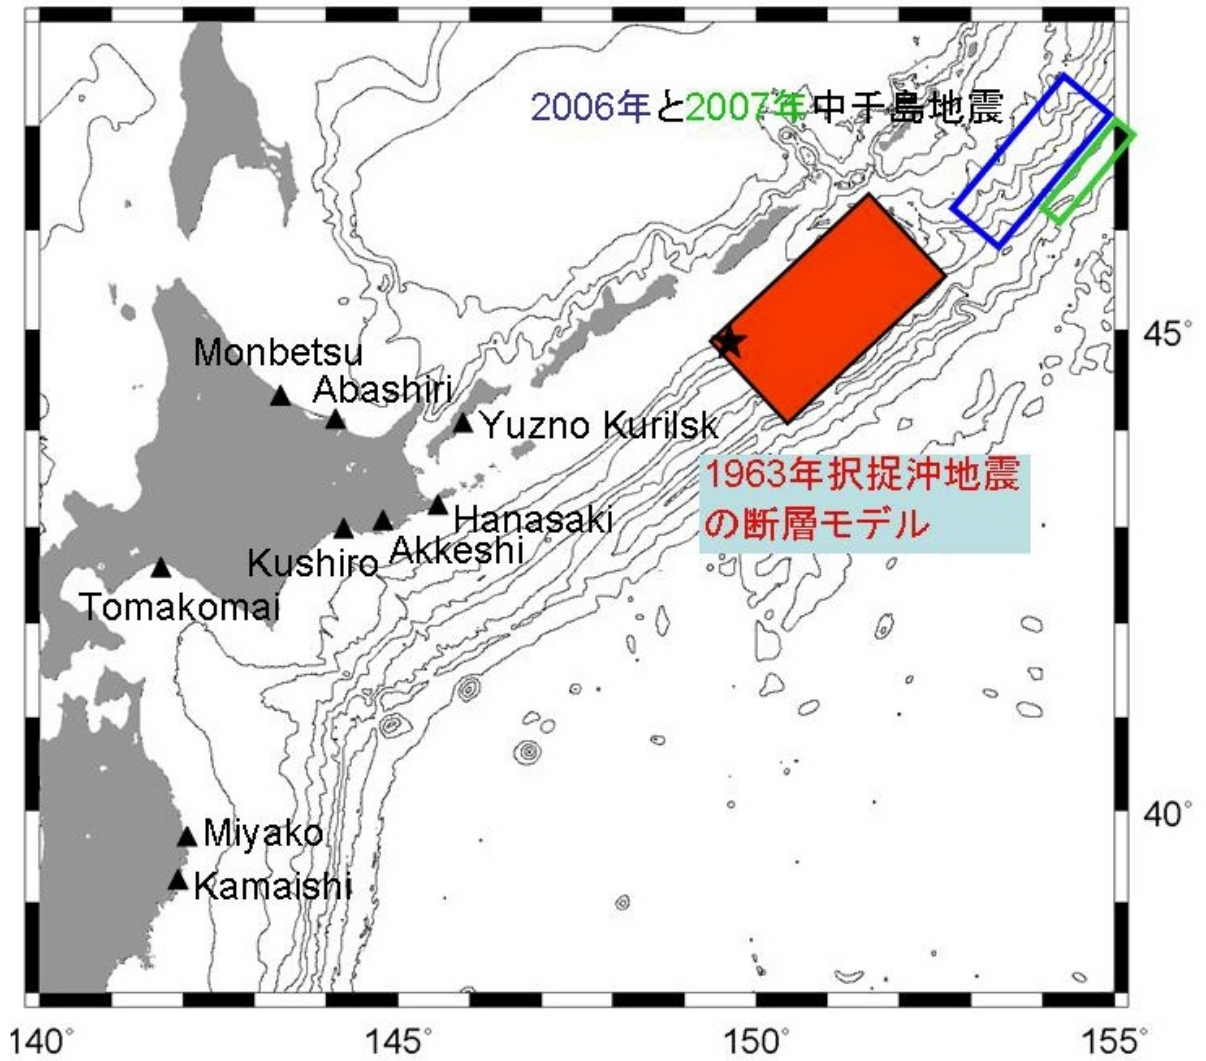 2006年と2007年中千島地震
45°
Monbetsu
Abashiri
Yuzno Kurilsk
1963年択捉沖地震
の断層モデル
Hanasaki
Akkeshi
Kushiro
Tomakomai
40°
Miyako
Kamaishi
140°
145°
150°
155°